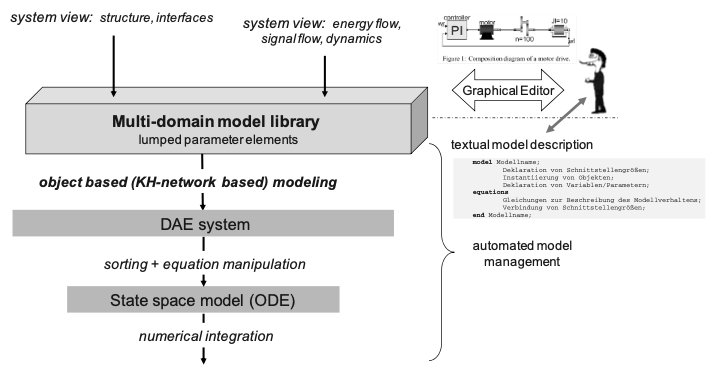 system view: structure, interfaces
system view: energy flow,
signal flow, dynamics
controller
PI
motor
n=100
Jl=10
Figure 1: Composition diagram of a motor drive.
Graphical Editor
Multi-domain model library
lumped parameter elements
textual model description
object based (KH-network based) modeling
model Modellname;
Deklaration von Schnittstellengrößen;
Instantiierung von Objekten;
Deklaration von Variablen/Parametern;
equations
Gleichungen zur Beschreibung des Modellverhaltens;
Verbindung von Schnittstellengrößen;
end Modellname;
DAE system
sorting + equation manipulation
automated model
management
State space model (ODE)
numerical integration